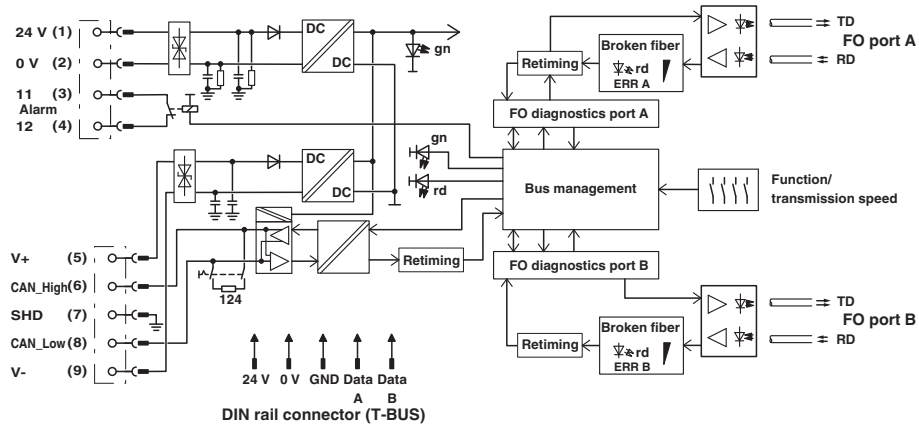 24 V (1)
0 V (2)
11 (3)
Alarm
12 (4)
DC
DC
gn
DC
DC
gn
rd
V+ (5)
CAN_High (6)
SHD (7)
CAN_Low (8)
V- (9)
124
Retiming
24 V 0 V GND Data A Data B
DIN rail connector (T-BUS)
Retiming
Broken fiber
rd
ERR A
TD
FO port A
RD
FO diagnostics port A
Bus management
Function/
transmission speed
FO diagnostics port B
Retiming
Broken fiber
rd
ERR B
TD
FO port B
RD